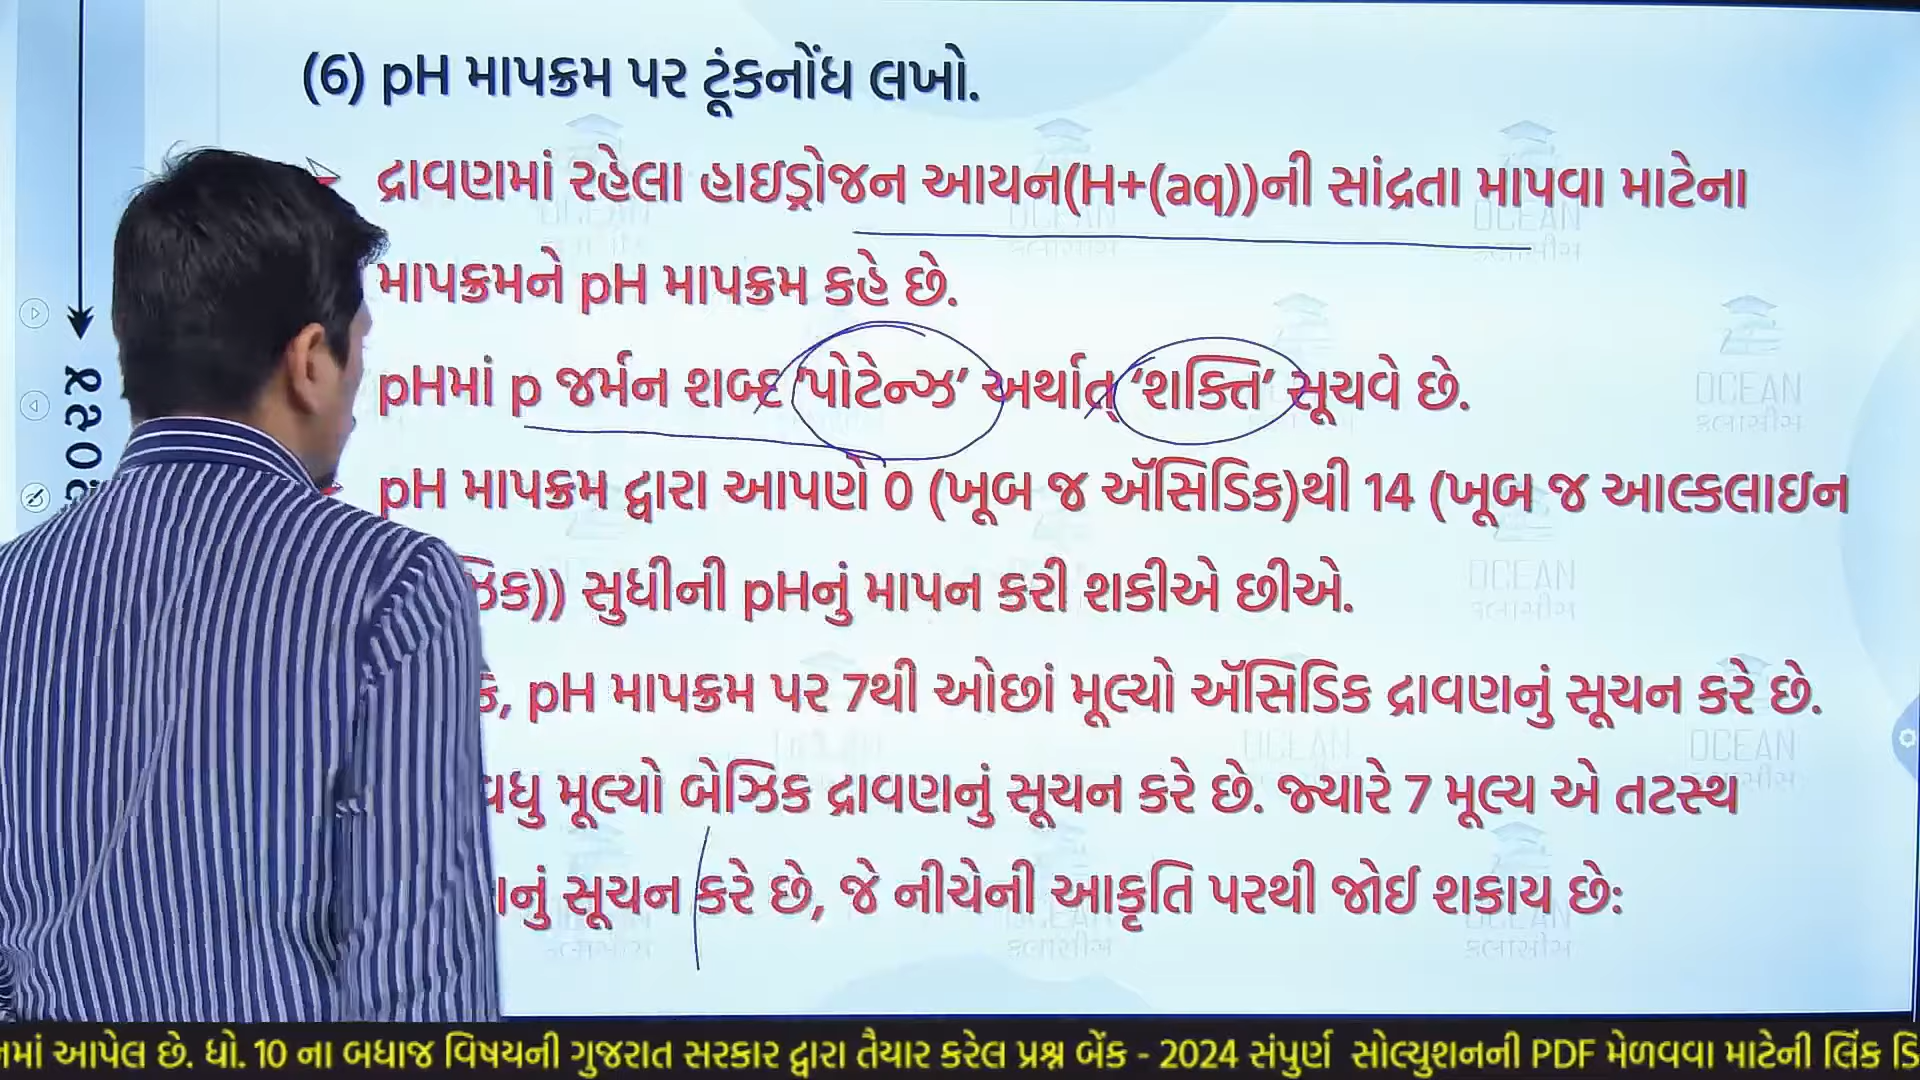 (6) pH માપક્રમ પર ટૂંકનોંધ લખો.
દ્રાવણમાં રહેલા હાઇડ્રોજન આયન(H+(aq))ની સાંદ્રતા માપવા માટેના
માપક્રમને pH માપક્રમ કહે છે.
pHમાં p જર્મન શબ્દ ‘પોટેન્ઝ’ અર્થાત્ ‘શક્તિ’ સૂચવે છે.
pH માપક્રમ દ્વારા આપણે 0 (ખૂબ જ ઍસિડિક)થી 14 (ખૂબ જ આલ્કલાઇન
સુધીની pHનું માપન કરી શકીએ છીએ.
pH માપક્રમ પર 7થી ઓછાં મૂલ્યો ઍસિડિક દ્રાવણનું સૂચન કરે છે.
વધુ મૂલ્યો બેઝિક દ્રાવણનું સૂચન કરે છે. જ્યારે 7 મૂલ્ય એ તટસ્થ
સૂચન કરે છે, જે નીચેની આકૃતિ પરથી જોઈ શકાય છે:
OCEAN
ક્લાસીસ
આપેલ છે. ધો. 10 ના બધાજ વિષયની ગુજરાત સરકાર દ્વારા તૈયાર કરેલ પ્રશ્ન બેંક - 2024 સંપુર્ણ સોલ્યુશનની PDF મેળવવા માટેની લિંક